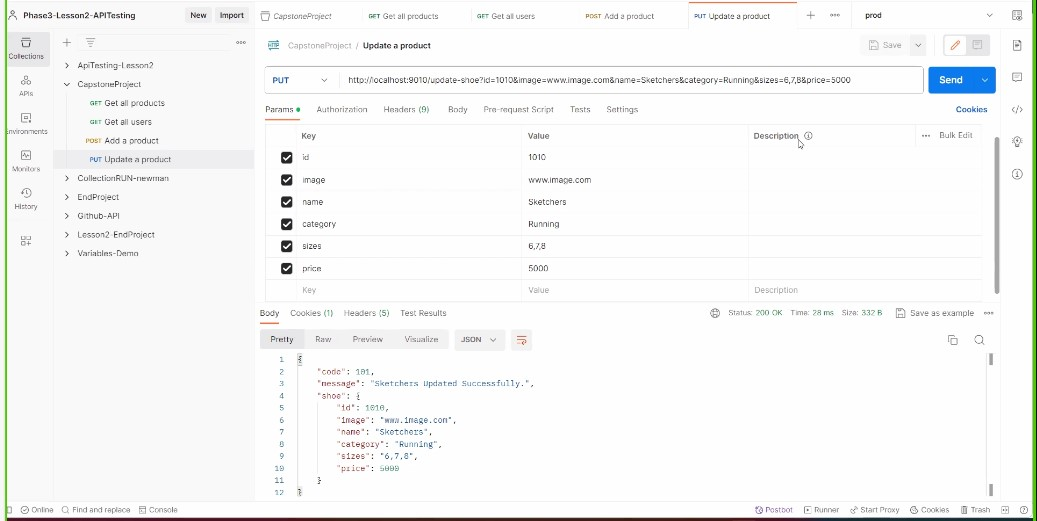 Phase3-Lesson2-APITesting New Import CapstoneProject GET Get all products GET Get all users POST Add a product PUT Update a product prod
Collections
APIs
Environments
Monitors
History
ApiTesting-Lesson2
CapstoneProject
GET Get all products
GET Get all users
POST Add a product
PUT Update a product
CollectionRUN-newman
EndProject
Github-API
Lesson2-EndProject
Variables-Demo
HTTP CapstoneProject / Update a product Save
PUT http://localhost:9010/update-shoe?id=1010&image=www.image.com&name=Sketchers&category=Running&sizes=6,7,8&price=5000 Send
Params Authorization Headers (9) Body Pre-request Script Tests Settings Cookies
Key Value Description Bulk Edit
id 1010
image www.image.com
name Sketchers
category Running
sizes 6,7,8
price 5000
Key Value Description
Body Cookies (1) Headers (5) Test Results Status: 200 OK Time: 28 ms Size: 332 B Save as example
Pretty Raw Preview Visualize JSON
1 {
2 "code": 101,
3 "message": "Sketchers Updated Successfully.",
4 "shoe": {
5 "id": 1010,
6 "image": "www.image.com",
7 "name": "Sketchers",
8 "category": "Running",
9 "sizes": "6,7,8",
10 "price": 5000
11 }
12 }
Online Find and replace Console Postbot Runner Start Proxy Cookies Trash